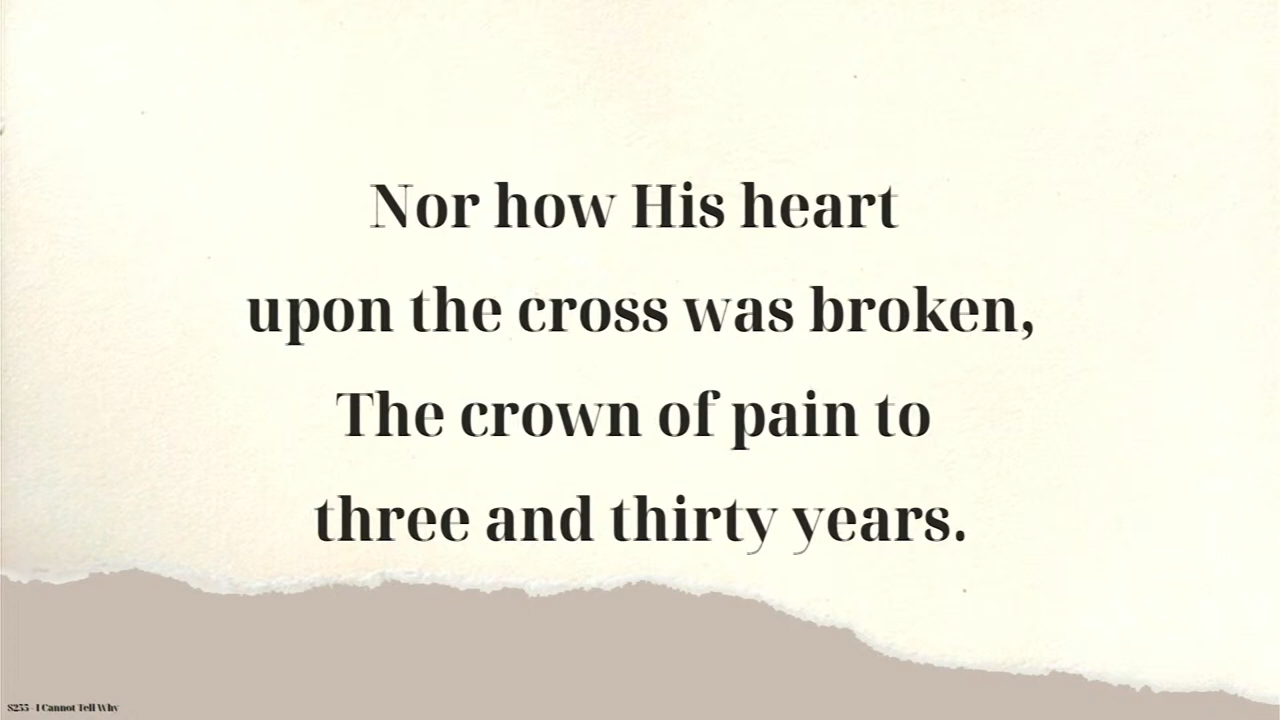 Nor how His heart
upon the cross was broken,
The crown of pain to
three and thirty years.
S255 - I Cannot Tell Why